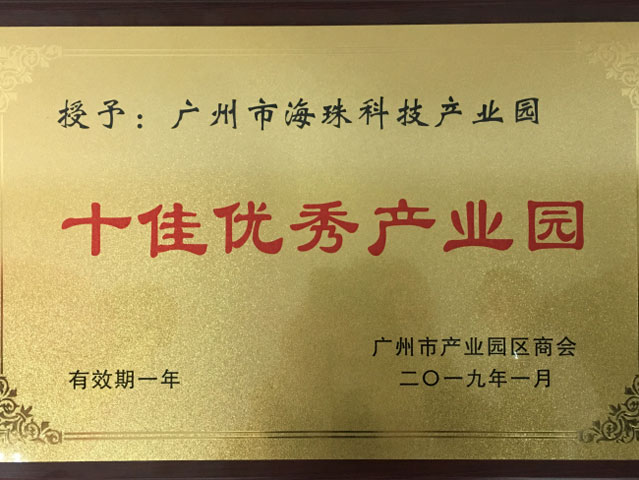 授予：广州市海珠科技产业园
十佳优秀产业园
广州市产业园区商会
有效期一年
二〇一九年一月